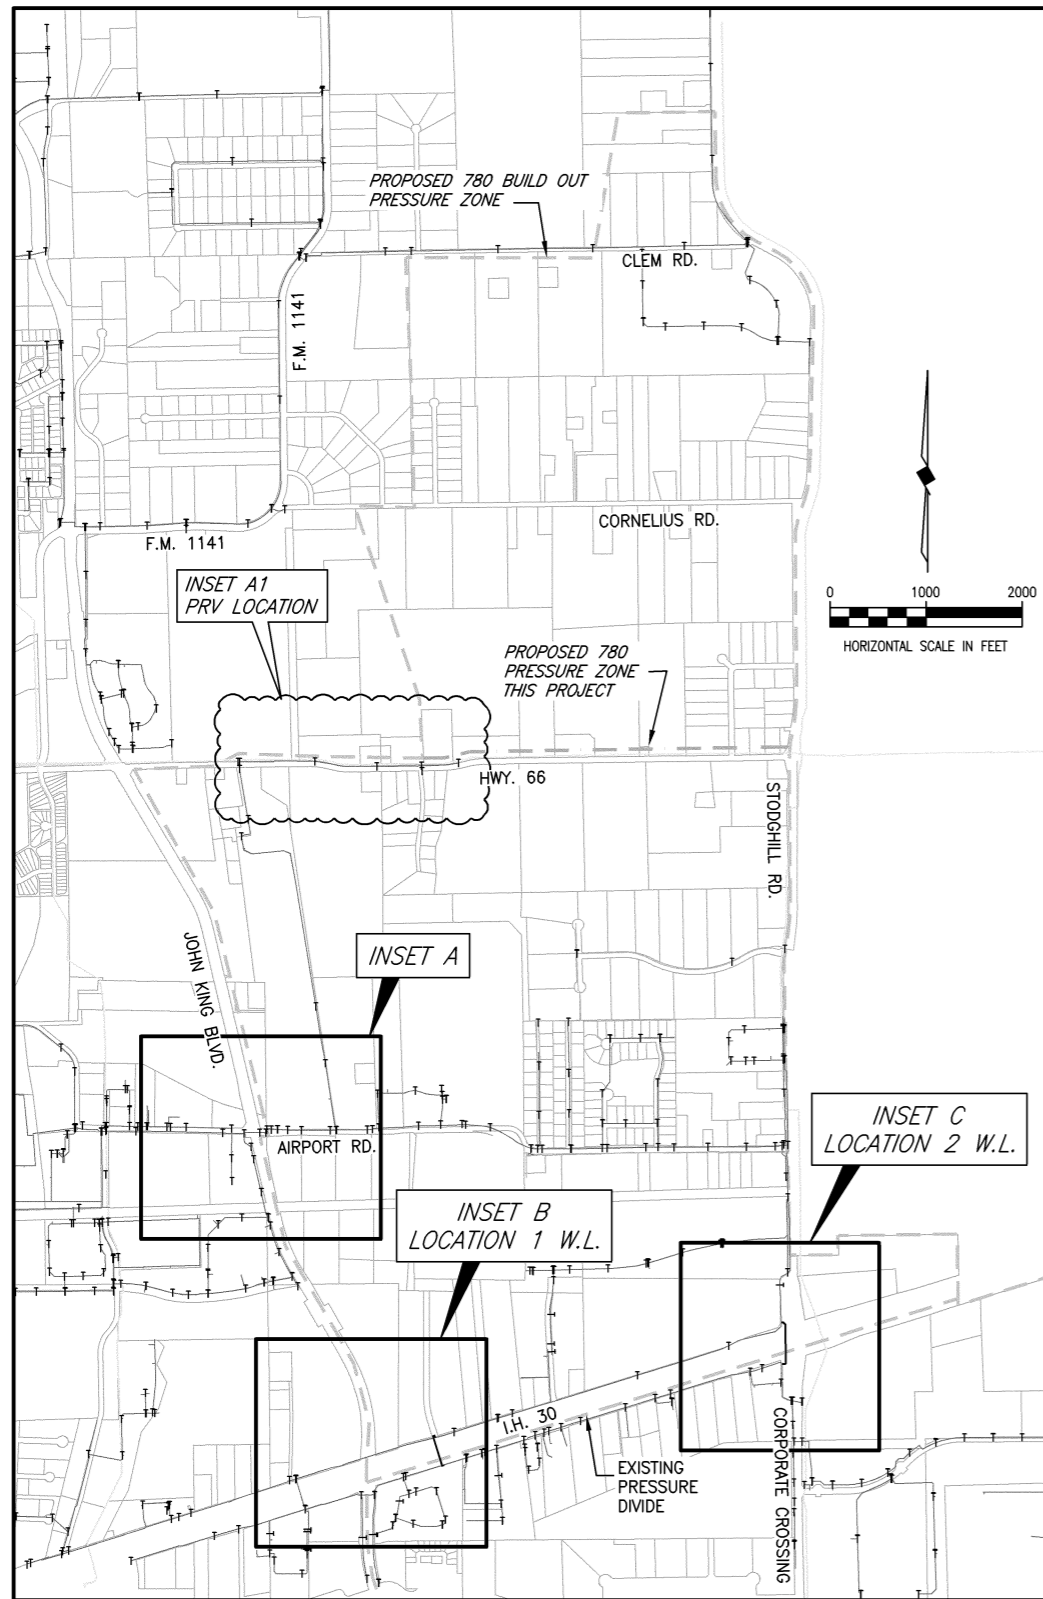 PROPOSED 780 BUILD OUT
PRESSURE ZONE
CLEM RD.
F.M. 1141
CORNELIUS RD.
F.M. 1141
INSET A1
PRV LOCATION
0 1000 2000
HORIZONTAL SCALE IN FEET
PROPOSED 780
PRESSURE ZONE
THIS PROJECT
HWY. 66
STODGHILL RD.
JOHN KING BLVD.
INSET A
AIRPORT RD.
INSET C
LOCATION 2 W.L.
INSET B
LOCATION 1 W.L.
I.H. 30
EXISTING
PRESSURE
DIVIDE
CORPORATE CROSSING